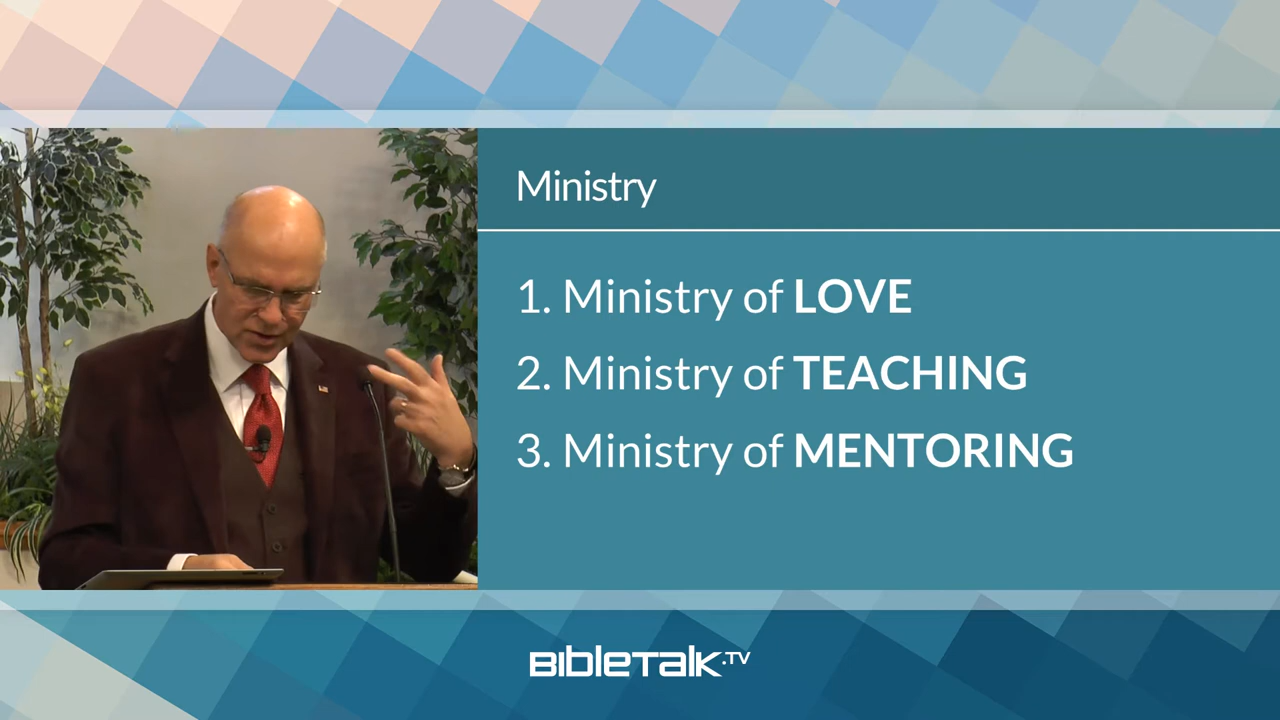 Ministry
1. Ministry of LOVE
2. Ministry of TEACHING
3. Ministry of MENTORING
BIBLETALK.TV